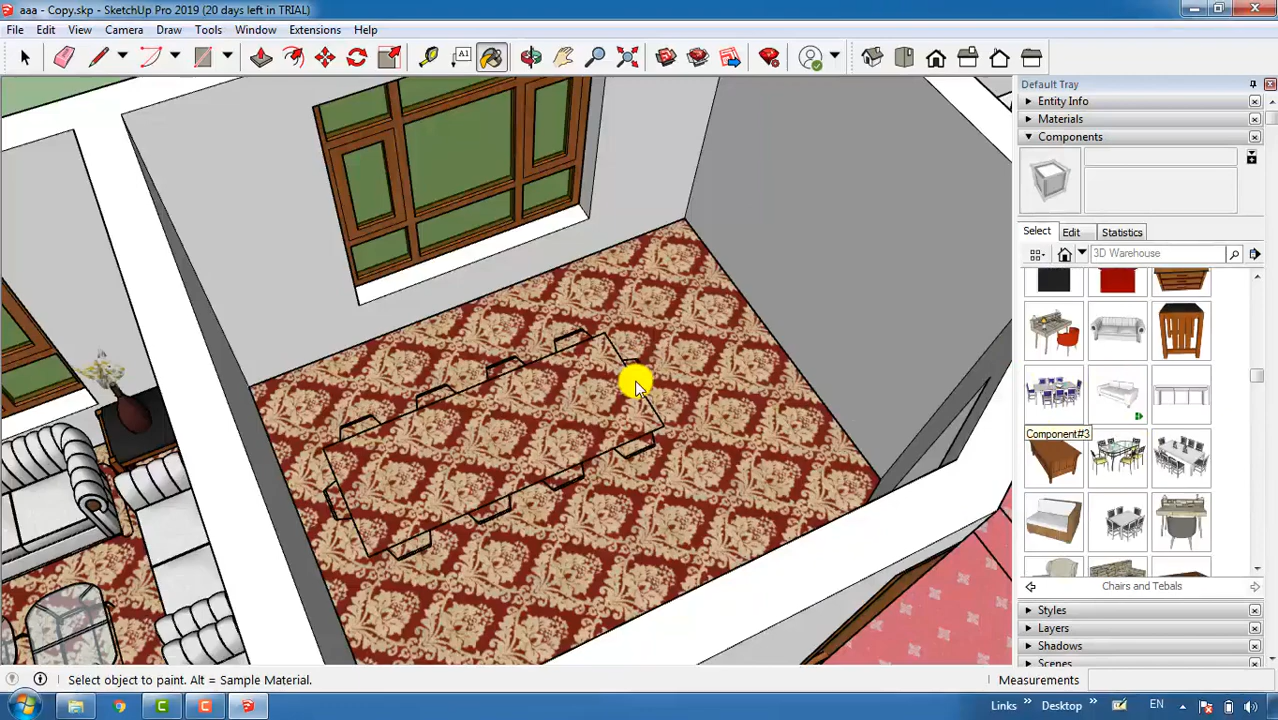 aaa - Copy.skp - SketchUp Pro 2019 (20 days left in TRIAL)
File Edit View Camera Draw Tools Window Extensions Help
A1
Default Tray
Entity Info
Materials
Components
Select Edit Statistics
3D Warehouse
Component#3
Chairs and Tebals
Styles
Layers
Shadows
Scenes
Select object to paint. Alt = Sample Material.
Measurements
Links » Desktop » EN